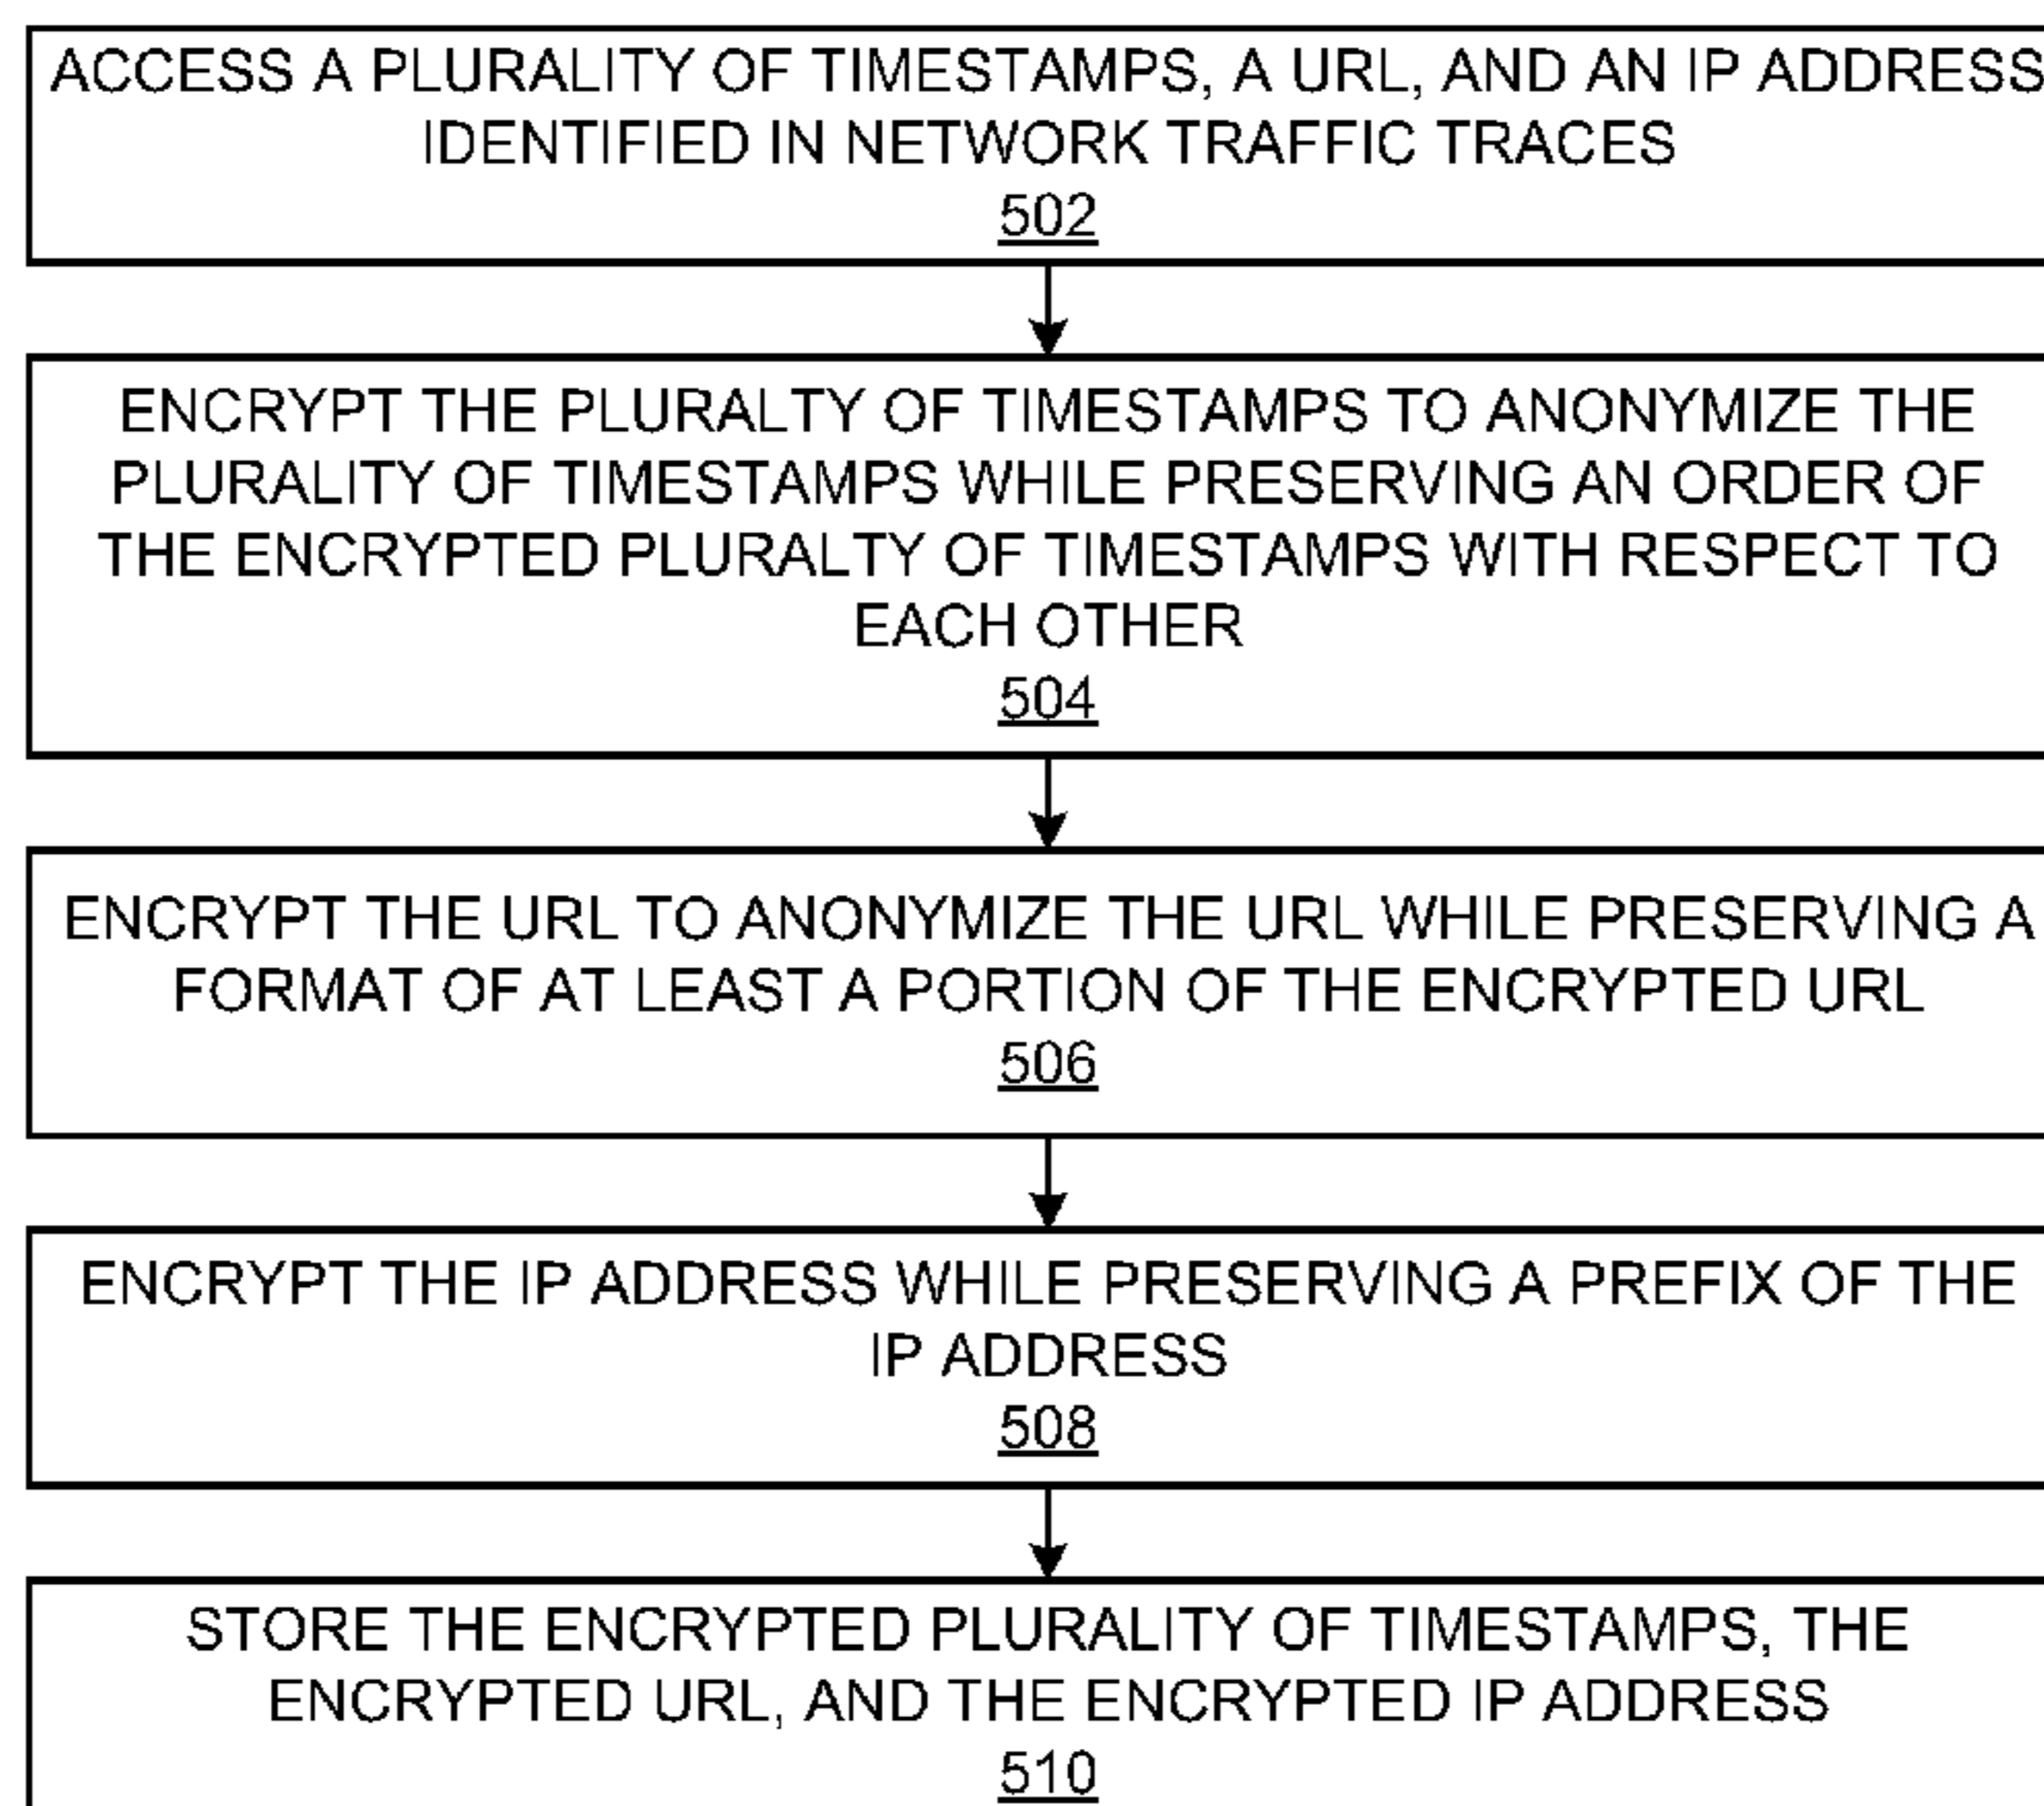 ACCESS A PLURALITY OF TIMESTAMPS, A URL, AND AN IP ADDRESS
IDENTIFIED IN NETWORK TRAFFIC TRACES
502
ENCRYPT THE PLURALTY OF TIMESTAMPS TO ANONYMIZE THE
PLURALITY OF TIMESTAMPS WHILE PRESERVING AN ORDER OF
THE ENCRYPTED PLURALTY OF TIMESTAMPS WITH RESPECT TO
EACH OTHER
504
ENCRYPT THE URL TO ANONYMIZE THE URL WHILE PRESERVING A
FORMAT OF AT LEAST A PORTION OF THE ENCRYPTED URL
506
ENCRYPT THE IP ADDRESS WHILE PRESERVING A PREFIX OF THE
IP ADDRESS
508
STORE THE ENCRYPTED PLURALITY OF TIMESTAMPS, THE
ENCRYPTED URL, AND THE ENCRYPTED IP ADDRESS
510